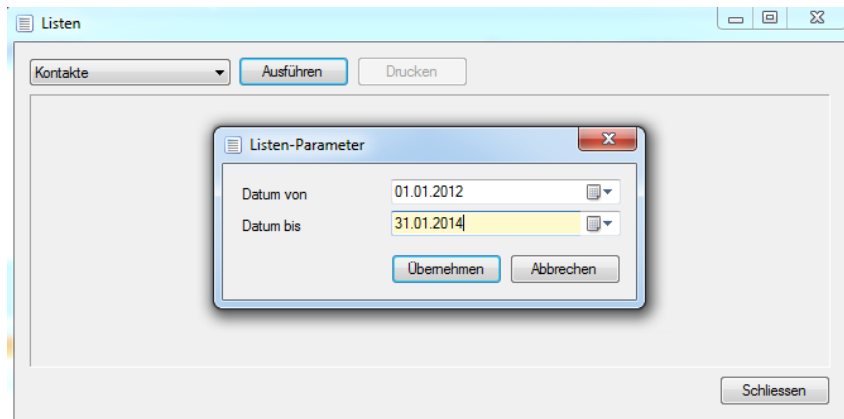 Listen
Kontakte Ausführen Drucken
Listen-Parameter
Datum von 01.01.2012
Datum bis 31.01.2014
Übernehmen Abbrechen
Schliessen